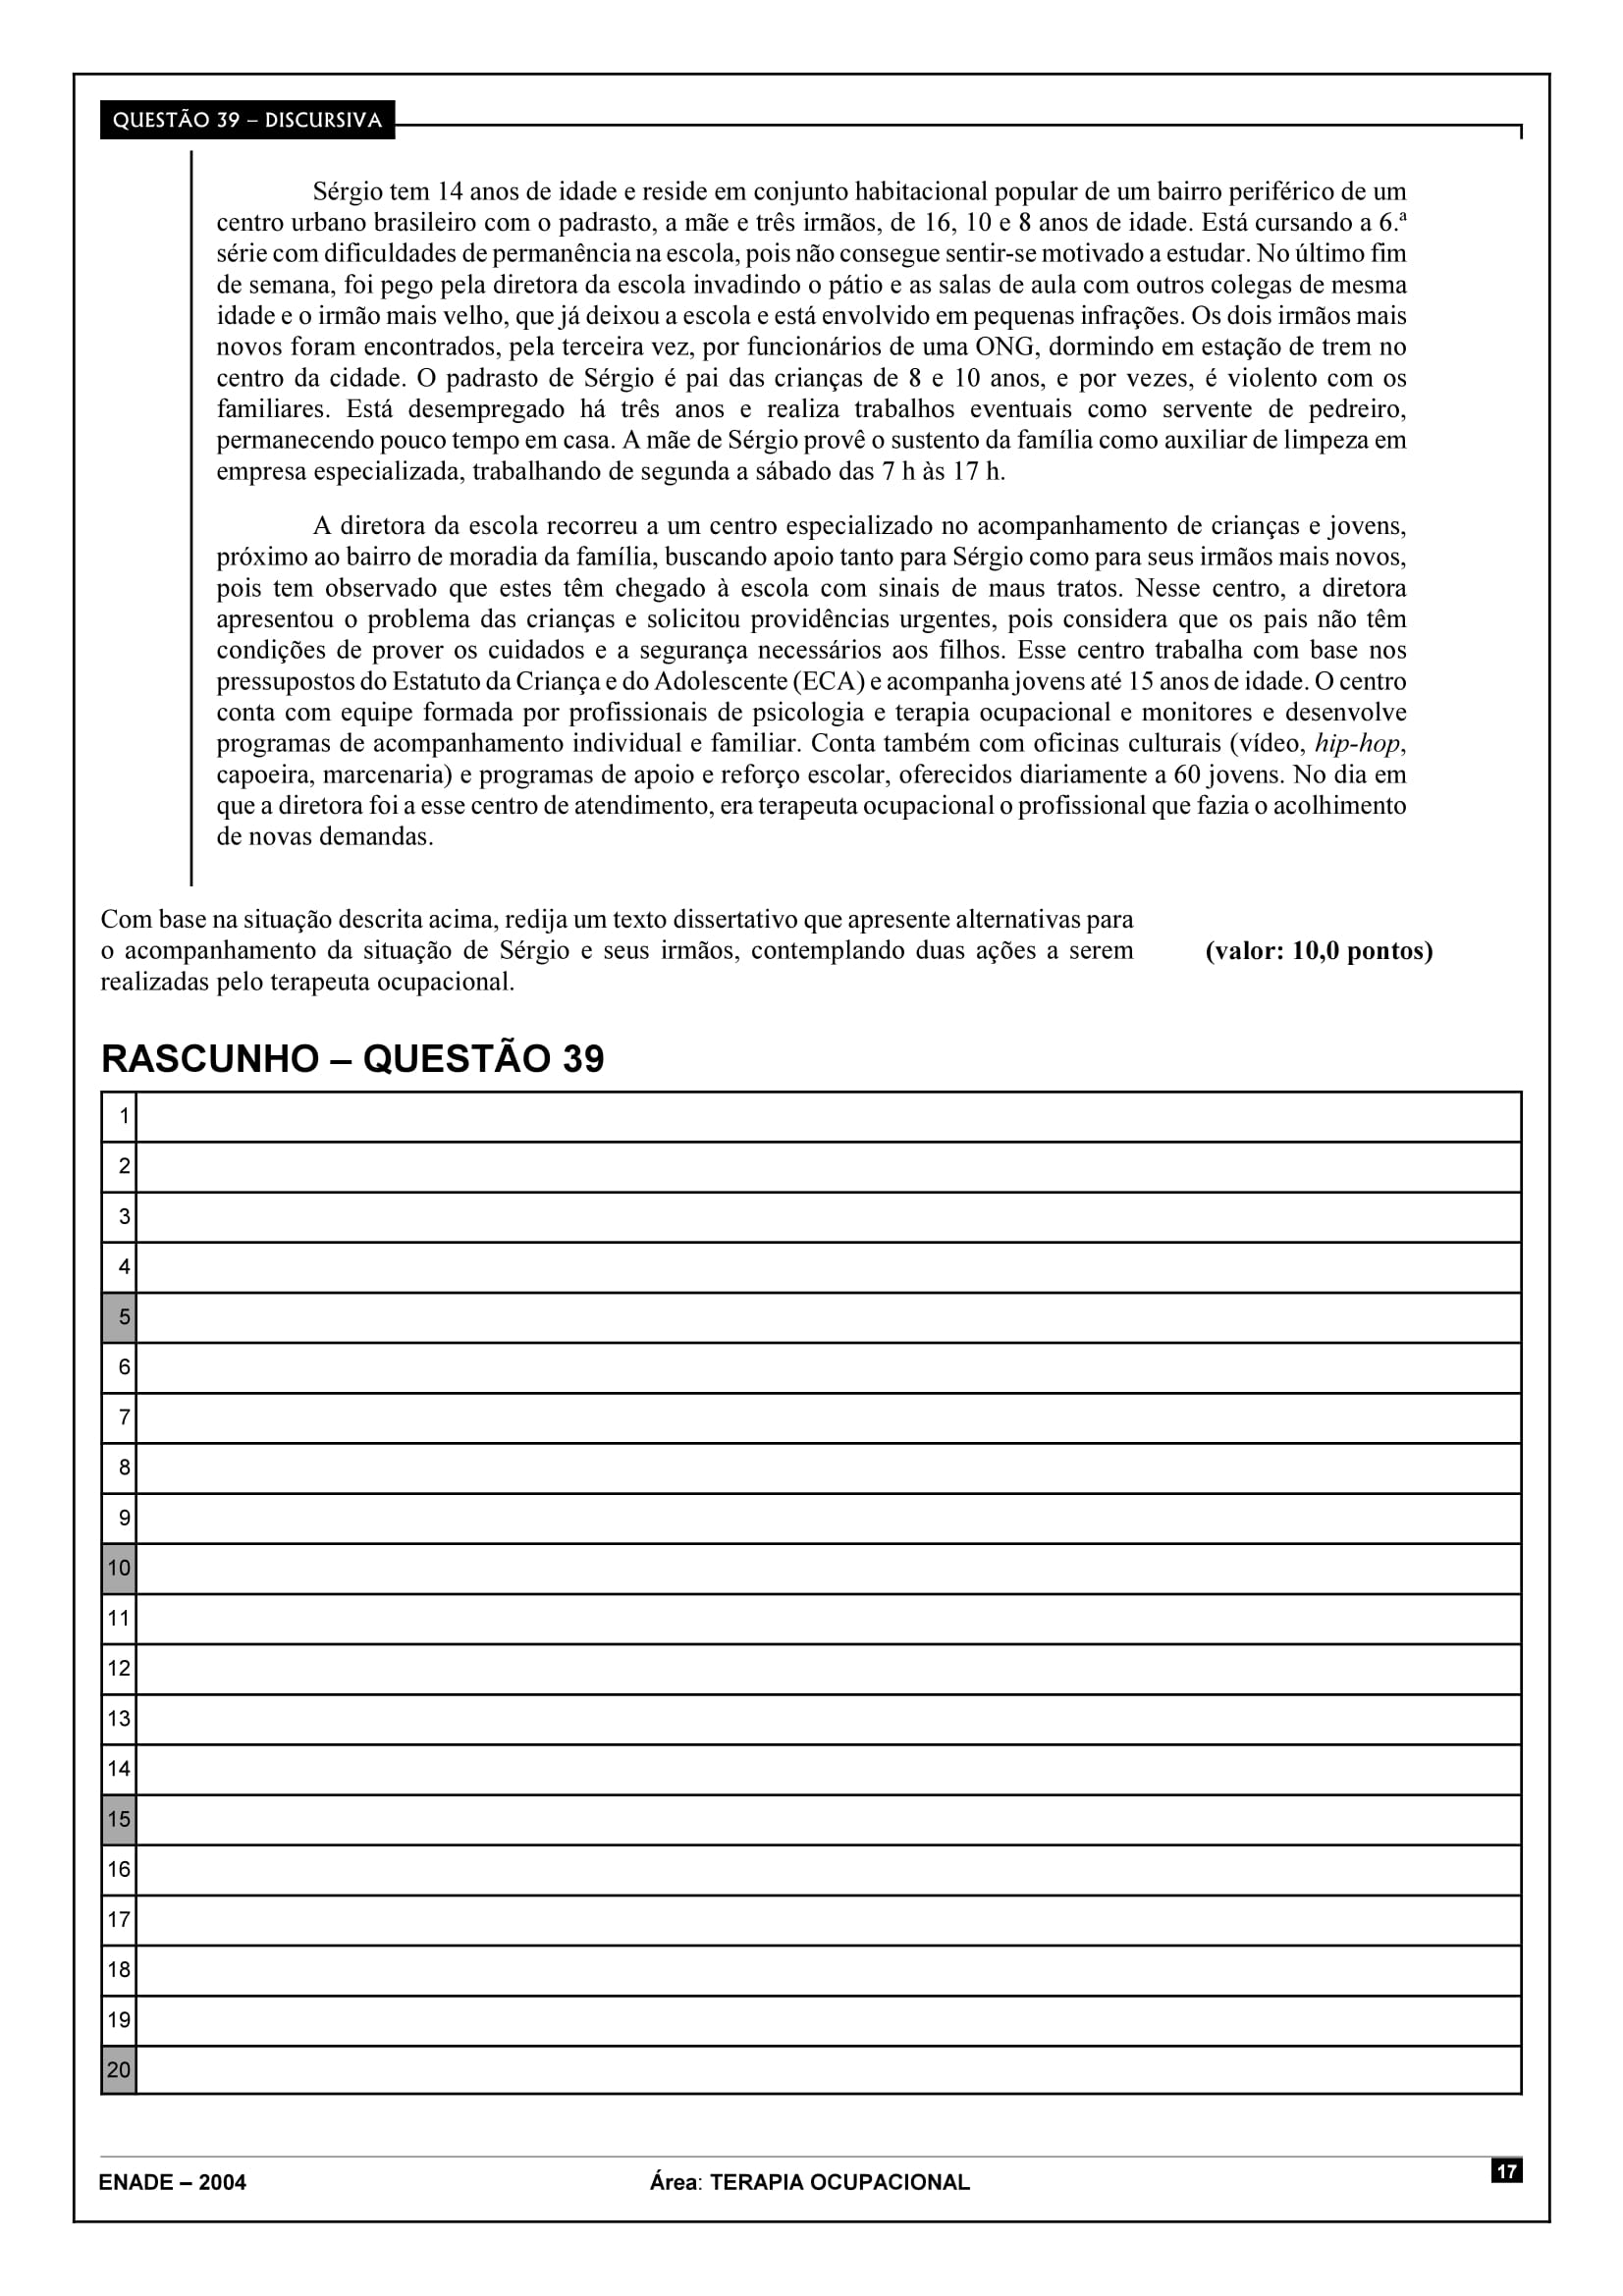 QUESTÃO 39 – DISCURSIVA
Sérgio tem 14 anos de idade e reside em conjunto habitacional popular de um bairro periférico de um
centro urbano brasileiro com o padrasto, a mãe e três irmãos, de 16, 10 e 8 anos de idade. Está cursando a 6.ª
série com dificuldades de permanência na escola, pois não consegue sentir-se motivado a estudar. No último fim
de semana, foi pego pela diretora da escola invadindo o pátio e as salas de aula com outros colegas de mesma
idade e o irmão mais velho, que já deixou a escola e está envolvido em pequenas infrações. Os dois irmãos mais
novos foram encontrados, pela terceira vez, por funcionários de uma ONG, dormindo em estação de trem no
centro da cidade. O padrasto de Sérgio é pai das crianças de 8 e 10 anos, e por vezes, é violento com os
familiares. Está desempregado há três anos e realiza trabalhos eventuais como servente de pedreiro,
permanecendo pouco tempo em casa. A mãe de Sérgio provê o sustento da família como auxiliar de limpeza em
empresa especializada, trabalhando de segunda a sábado das 7 h às 17 h.
A diretora da escola recorreu a um centro especializado no acompanhamento de crianças e jovens,
próximo ao bairro de moradia da família, buscando apoio tanto para Sérgio como para seus irmãos mais novos,
pois tem observado que estes têm chegado à escola com sinais de maus tratos. Nesse centro, a diretora
apresentou o problema das crianças e solicitou providências urgentes, pois considera que os pais não têm
condições de prover os cuidados e a segurança necessários aos filhos. Esse centro trabalha com base nos
pressupostos do Estatuto da Criança e do Adolescente (ECA) e acompanha jovens até 15 anos de idade. O centro
conta com equipe formada por profissionais de psicologia e terapia ocupacional e monitores e desenvolve
programas de acompanhamento individual e familiar. Conta também com oficinas culturais (vídeo, hip-hop,
capoeira, marcenaria) e programas de apoio e reforço escolar, oferecidos diariamente a 60 jovens. No dia em
que a diretora foi a esse centro de atendimento, era terapeuta ocupacional o profissional que fazia o acolhimento
de novas demandas.
Com base na situação descrita acima, redija um texto dissertativo que apresente alternativas para
o acompanhamento da situação de Sérgio e seus irmãos, contemplando duas ações a serem
realizadas pelo terapeuta ocupacional.
(valor: 10,0 pontos)
RASCUNHO – QUESTÃO 39
1
2
3
4
5
6
7
8
9
10
11
12
13
14
15
16
17
18
19
20
ENADE – 2004
Área: TERAPIA OCUPACIONAL
17